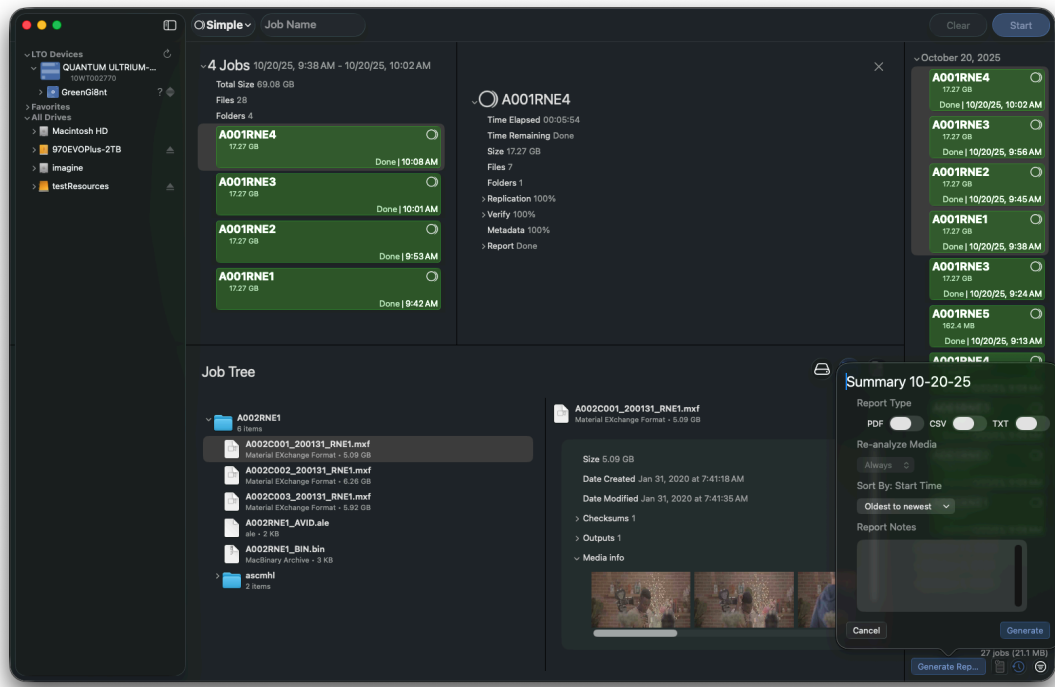 Simple
Job Name
Clear
Start
LTO Devices
QUANTUM ULTRIUM-...
10WT002770
GreenGi8nt
?
Favorites
All Drives
Macintosh HD
970EVOPlus-2TB
imagine
testResources
4 Jobs 10/20/25, 9:38 AM - 10/20/25, 10:02 AM
Total Size 69.08 GB
Files 28
Folders 4
A001RNE4
17.27 GB
Done | 10:08 AM
A001RNE3
17.27 GB
Done | 10:01 AM
A001RNE2
17.27 GB
Done | 9:53 AM
A001RNE1
17.27 GB
Done | 9:42 AM
A001RNE4
Time Elapsed 00:05:54
Time Remaining Done
Size 17.27 GB
Files 7
Folders 1
Replication 100%
Verify 100%
Metadata 100%
Report Done
October 20, 2025
A001RNE4
17.27 GB
Done | 10/20/25, 10:02 AM
A001RNE3
17.27 GB
Done | 10/20/25, 9:56 AM
A001RNE2
17.27 GB
Done | 10/20/25, 9:45 AM
A001RNE1
17.27 GB
Done | 10/20/25, 9:38 AM
A001RNE3
17.27 GB
Done | 10/20/25, 9:24 AM
A001RNE5
162.4 MB
Done | 10/20/25, 9:13 AM
A001RNE4
Job Tree
A002RNE1
6 items
A002C001_200131_RNE1.mxf
Material EXchange Format • 5.09 GB
A002C002_200131_RNE1.mxf
Material EXchange Format • 6.26 GB
A002C003_200131_RNE1.mxf
Material EXchange Format • 5.92 GB
A002RNE1_AVID.ale
ale • 2 KB
A002RNE1_BIN.bin
MacBinary Archive • 3 KB
ascmhl
2 items
A002C001_200131_RNE1.mxf
Material EXchange Format • 5.09 GB
Size 5.09 GB
Date Created Jan 31, 2020 at 7:41:18 AM
Date Modified Jan 31, 2020 at 7:41:35 AM
Checksums 1
Outputs 1
Media info
Summary 10-20-25
Report Type
PDF CSV TXT
Re-analyze Media
Always
Sort By: Start Time
Oldest to newest
Report Notes
Cancel
Generate
27 jobs (21.1 MB)
Generate Rep...